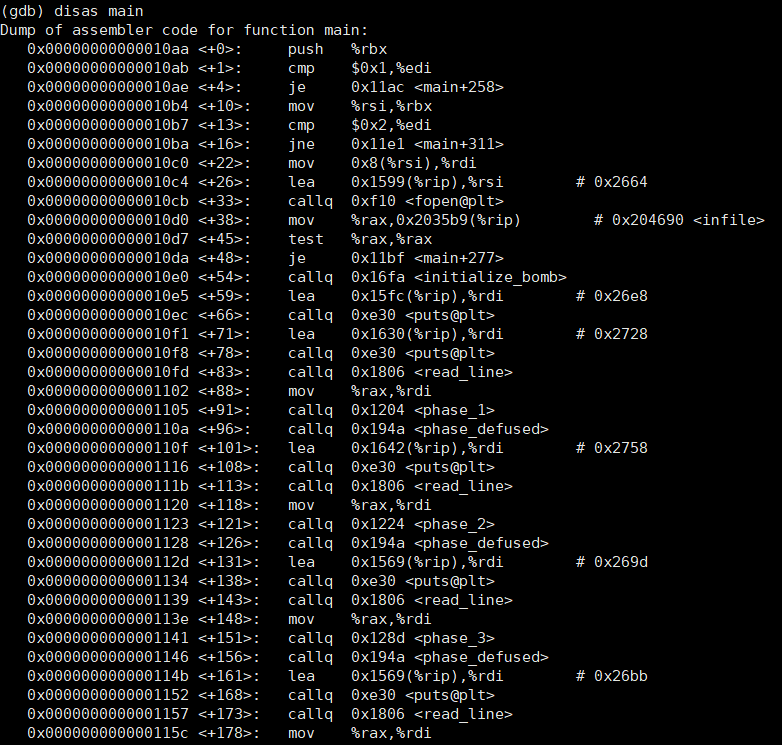 (gdb) disas main
Dump of assembler code for function main:
   0x00000000000010aa <+0>:     push   %rbx
   0x00000000000010ab <+1>:     cmp    $0x1,%edi
   0x00000000000010ae <+4>:     je     0x11ac <main+258>
   0x00000000000010b4 <+10>:    mov    %rsi,%rbx
   0x00000000000010b7 <+13>:    cmp    $0x2,%edi
   0x00000000000010ba <+16>:    jne    0x11e1 <main+311>
   0x00000000000010c0 <+22>:    mov    0x8(%rsi),%rdi
   0x00000000000010c4 <+26>:    lea    0x1599(%rip),%rsi        # 0x2664
   0x00000000000010cb <+33>:    callq  0xf10 <fopen@plt>
   0x00000000000010d0 <+38>:    mov    %rax,0x2035b9(%rip)        # 0x204690 <infile>
   0x00000000000010d7 <+45>:    test   %rax,%rax
   0x00000000000010da <+48>:    je     0x11bf <main+277>
   0x00000000000010e0 <+54>:    callq  0x16fa <initialize_bomb>
   0x00000000000010e5 <+59>:    lea    0x15fc(%rip),%rdi        # 0x26e8
   0x00000000000010ec <+66>:    callq  0xe30 <puts@plt>
   0x00000000000010f1 <+71>:    lea    0x1630(%rip),%rdi        # 0x2728
   0x00000000000010f8 <+78>:    callq  0xe30 <puts@plt>
   0x00000000000010fd <+83>:    callq  0x1806 <read_line>
   0x0000000000001102 <+88>:    mov    %rax,%rdi
   0x0000000000001105 <+91>:    callq  0x1204 <phase_1>
   0x000000000000110a <+96>:    callq  0x194a <phase_defused>
   0x000000000000110f <+101>:   lea    0x1642(%rip),%rdi        # 0x2758
   0x0000000000001116 <+108>:   callq  0xe30 <puts@plt>
   0x000000000000111b <+113>:   callq  0x1806 <read_line>
   0x0000000000001120 <+118>:   mov    %rax,%rdi
   0x0000000000001123 <+121>:   callq  0x1224 <phase_2>
   0x0000000000001128 <+126>:   callq  0x194a <phase_defused>
   0x000000000000112d <+131>:   lea    0x1569(%rip),%rdi        # 0x269d
   0x0000000000001134 <+138>:   callq  0xe30 <puts@plt>
   0x0000000000001139 <+143>:   callq  0x1806 <read_line>
   0x000000000000113e <+148>:   mov    %rax,%rdi
   0x0000000000001141 <+151>:   callq  0x128d <phase_3>
   0x0000000000001146 <+156>:   callq  0x194a <phase_defused>
   0x000000000000114b <+161>:   lea    0x1569(%rip),%rdi        # 0x26bb
   0x0000000000001152 <+168>:   callq  0xe30 <puts@plt>
   0x0000000000001157 <+173>:   callq  0x1806 <read_line>
   0x000000000000115c <+178>:   mov    %rax,%rdi